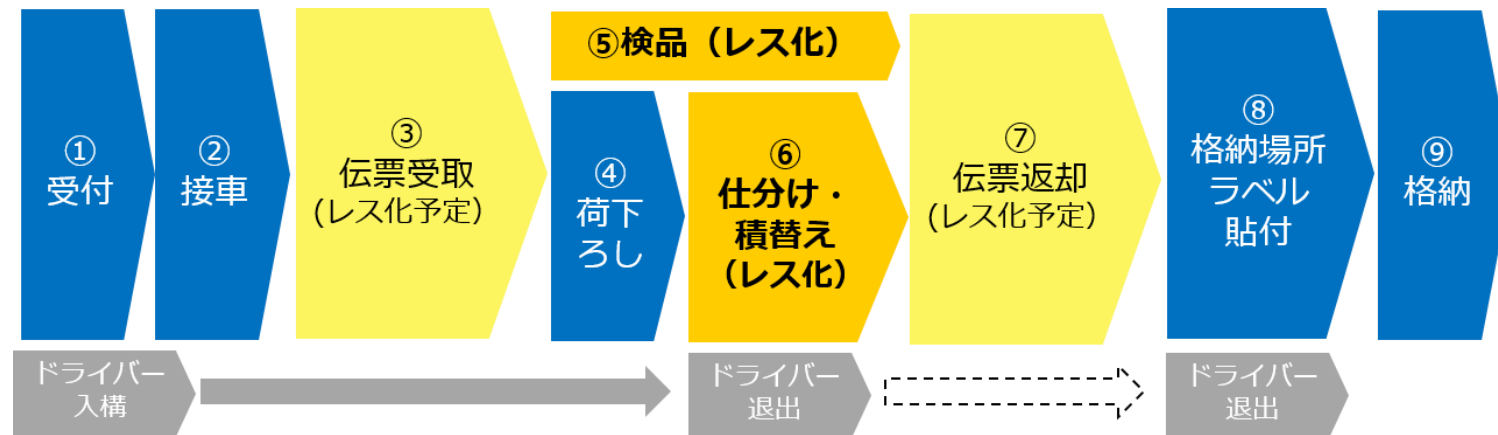 ①
受付
②
接車
③
伝票受取
(レス化予定）
④
荷下
ろし
⑤検品（レス化）
⑥
仕分け・
積替え
（レス化）
⑦
伝票返却
(レス化予定）
⑧
格納場所
ラベル
貼付
⑨
格納
ドライバー
入構
ドライバー
退出
ドライバー
退出